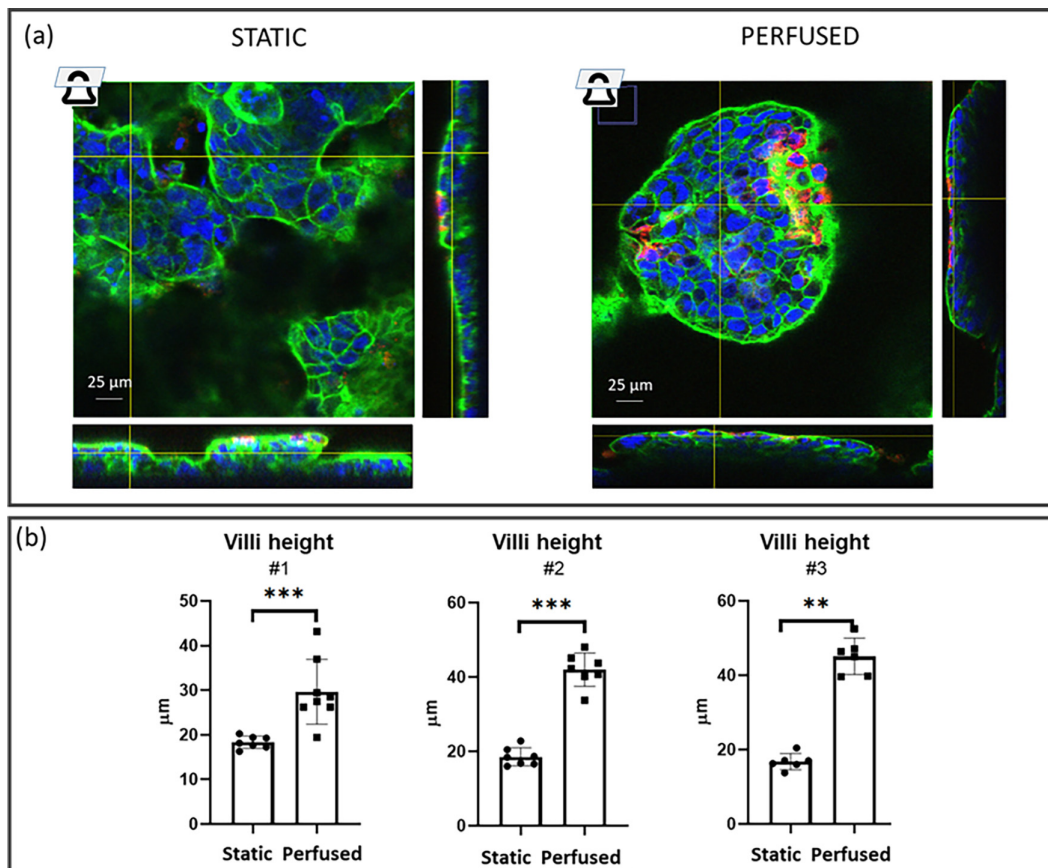 (a)
STATIC
PERFUSED
25 μm
25 μm
(b)
Villi height
#1
***
50
40
30
20
10
0
μm
Static Perfused
Villi height
#2
***
60
40
20
0
μm
Static Perfused
Villi height
#3
**
60
40
20
0
μm
Static Perfused